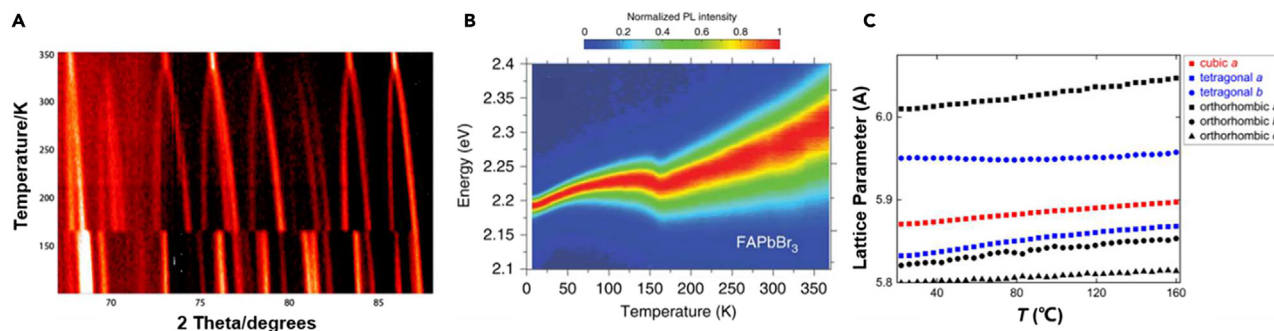 A
Temperature/K
350
300
250
200
150
70
75
80
85
2 Theta/degrees
B
Normalized PL intensity
0 0.2 0.4 0.6 0.8 1
Energy (eV)
2.4
2.35
2.3
2.25
2.2
2.15
2.1
FAPbBr3
0 50 100 150 200 250 300 350
Temperature (K)
C
Lattice Parameter (A)
6.0
5.9
5.8
40 80 120 160
T (℃)
cubic a
tetragonal a
tetragonal b
orthorhombic
orthorhombic
orthorhombic